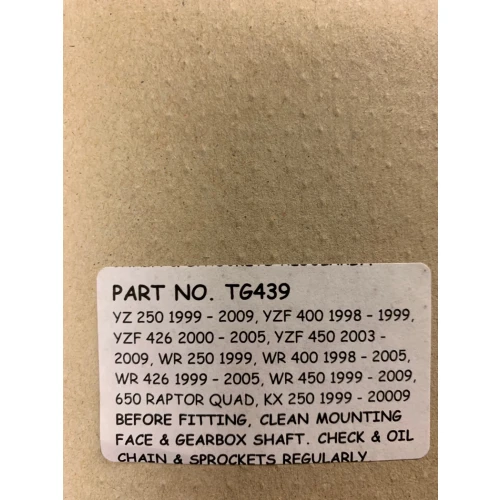 PART NO. TG439
YZ 250 1999 - 2009, YZF 400 1998 - 1999,
YZF 426 2000 - 2005, YZF 450 2003 -
2009, WR 250 1999, WR 400 1998 - 2005,
WR 426 1999 - 2005, WR 450 1999 - 2009,
650 RAPTOR QUAD, KX 250 1999 - 20009
BEFORE FITTING, CLEAN MOUNTING
FACE & GEARBOX SHAFT. CHECK & OIL
CHAIN & SPROCKETS REGULARLY